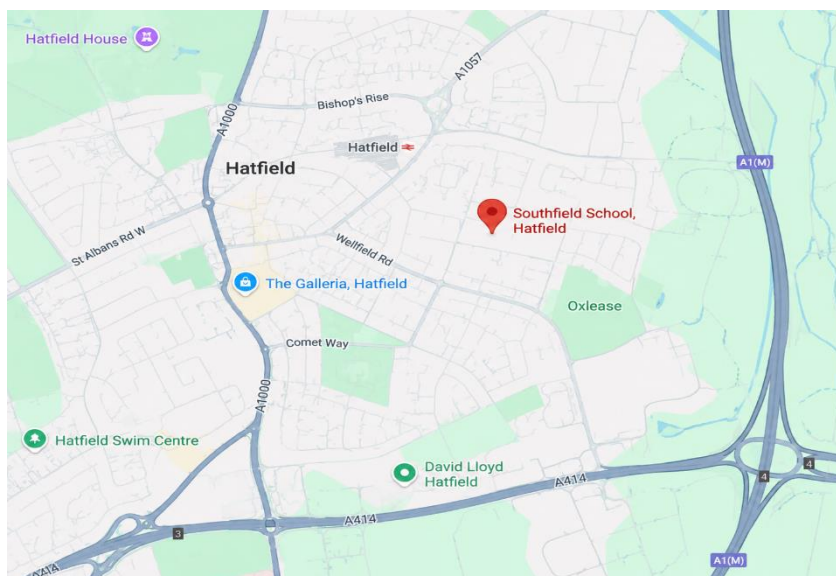 Hatfield House
A1057
Bishop's Rise
A1000
Hatfield
Hatfield
A1(M)
Southfield School,
Hatfield
St Albans Rd W
Wellfield Rd
The Galleria, Hatfield
Oxlease
Comet Way
A1000
Hatfield Swim Centre
David Lloyd
Hatfield
4
4
A414
A414
3
A1(M)
A414